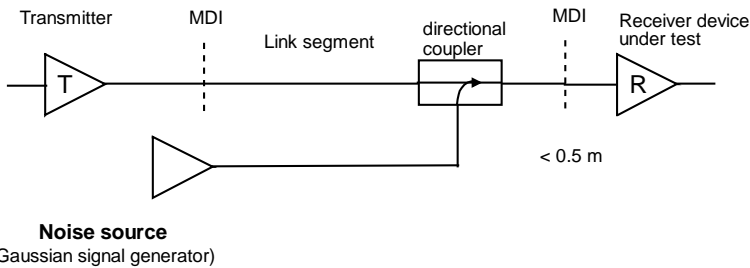 Transmitter
MDI
Link segment
directional
coupler
MDI
Receiver device
under test
T
R
< 0.5 m
Noise source
Gaussian signal generator)